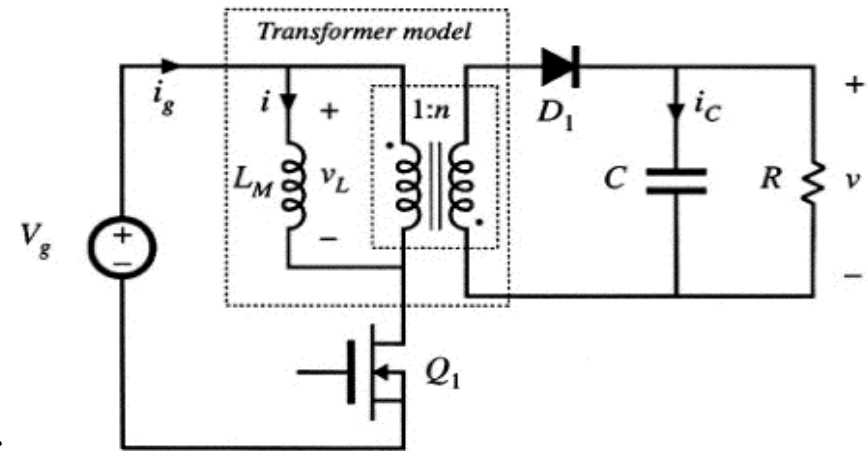 Transformer model
i_g
i
+
1:n
D_1
i_C
+
L_M
v_L
C
R
v
V_g
+
−
−
−
Q_1